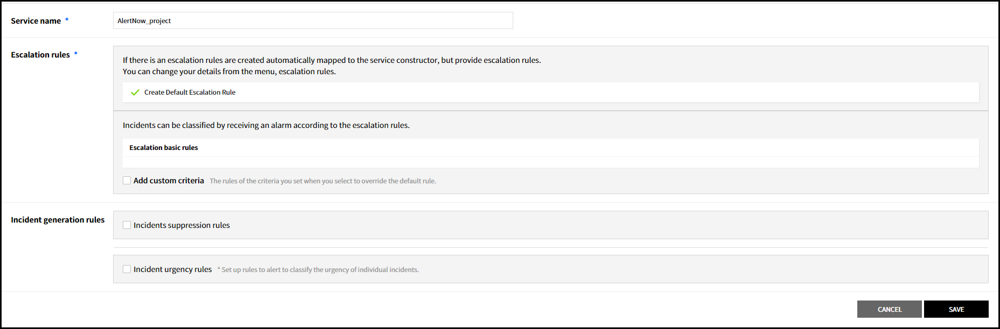 Service name *
AlertNow_project
Escalation rules *
If there is an escalation rules are created automatically mapped to the service constructor, but provide escalation rules.
You can change your details from the menu, escalation rules.
Create Default Escalation Rule
Incidents can be classified by receiving an alarm according to the escalation rules.
Escalation basic rules
Add custom criteria The rules of the criteria you set when you select to override the default rule.
Incident generation rules
Incidents suppression rules
Incident urgency rules * Set up rules to alert to classify the urgency of individual incidents.
CANCEL
SAVE